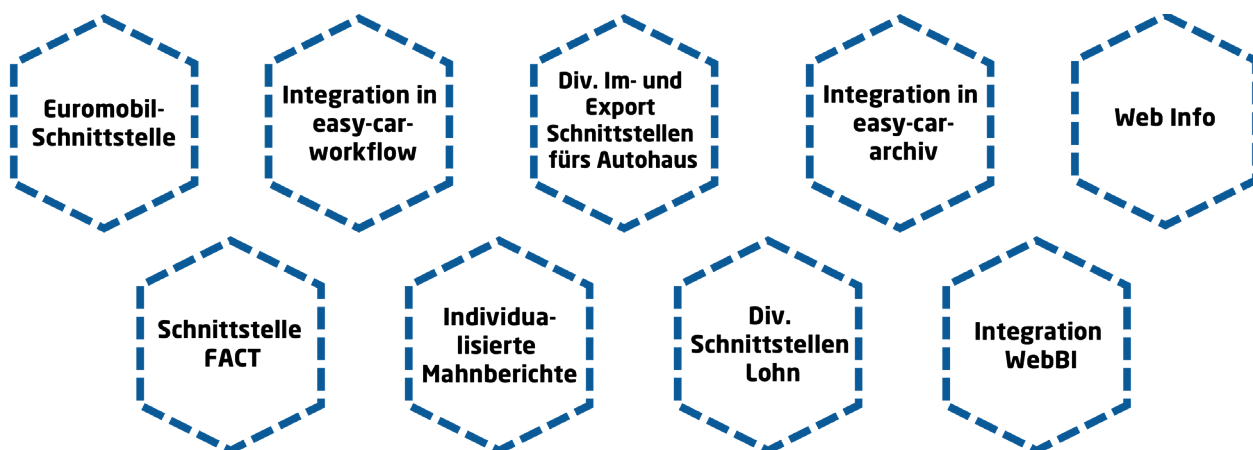 Euromobil-
Schnittstelle
Integration in
easy-car-
workflow
Div. Im- und
Export
Schnittstellen
fürs Autohaus
Integration in
easy-car-
archiv
Web Info
Schnittstelle
FACT
Individua-
lisierte
Mahnberichte
Div.
Schnittstellen
Lohn
Integration
WebBI